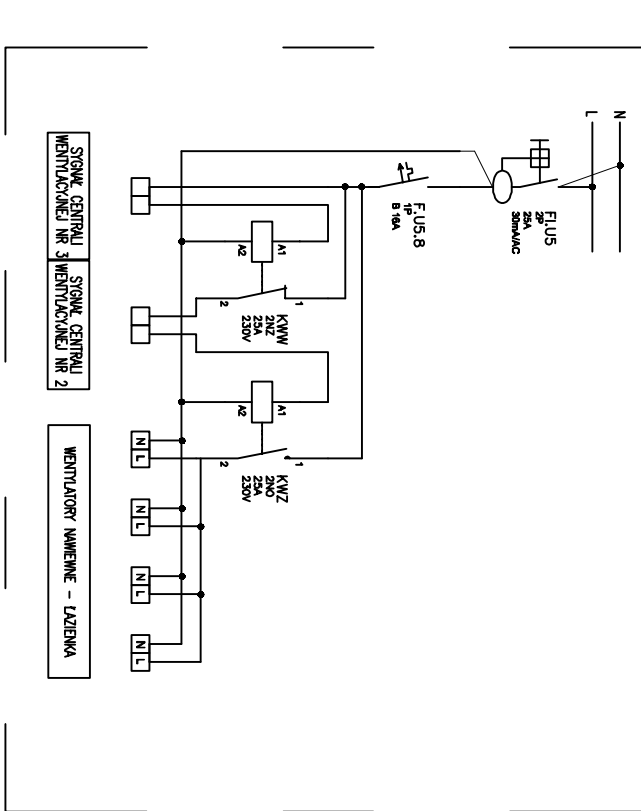 N
L
FI.U5
2P
25A
30mA/AC
F.U5.8
1P
B 16A
A1
A2
1
2
KWW
2NZ
25A
230V
A1
A2
1
2
KWZ
2NO
25A
230V
N L
N L
N L
N L
SYGNAŁ CENTRALI
WENTYLACYJNEJ NR 3
SYGNAŁ CENTRALI
WENTYLACYJNEJ NR 2
WENTYLATORY NAWIEWNE - ŁAZIENKA